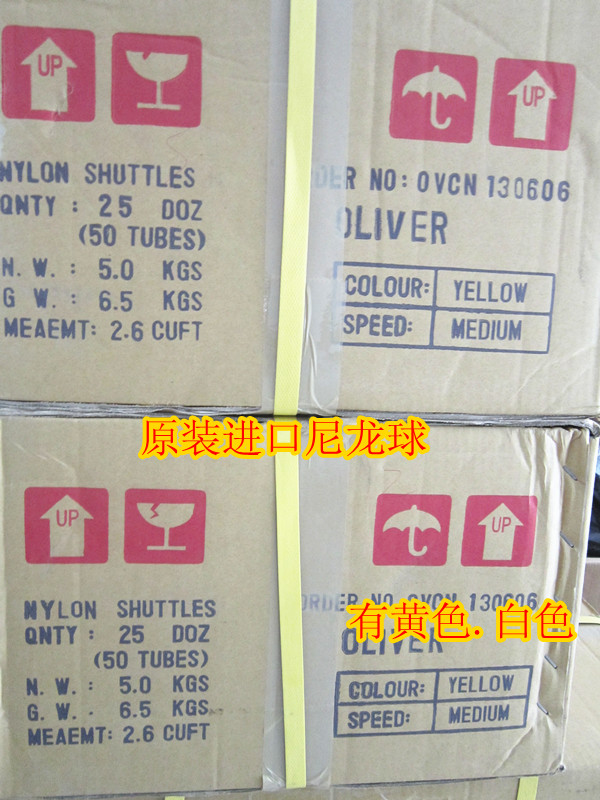 UP
UP
NYLON SHUTTLES
QNTY : 25 DOZ
(50 TUBES)
N. W. : 5.0 KGS
G W. : 6.5 KGS
MEAEMT: 2.6 CUFT
DER NO: OVCN 130606
OLIVER
COLOUR: YELLOW
SPEED: MEDIUM
原装进口尼龙球
UP
UP
NYLON SHUTTLES
QNTY : 25 DOZ
(50 TUBES)
N. W. : 5.0 KGS
G. W. . 6.5 KGS
MEAEMT: 2.6 CUFT
ORDER NO OVCN 130606
有黄色. 白色
OLIVER
COLOUR: YELLOW
SPEED: MEDIUM